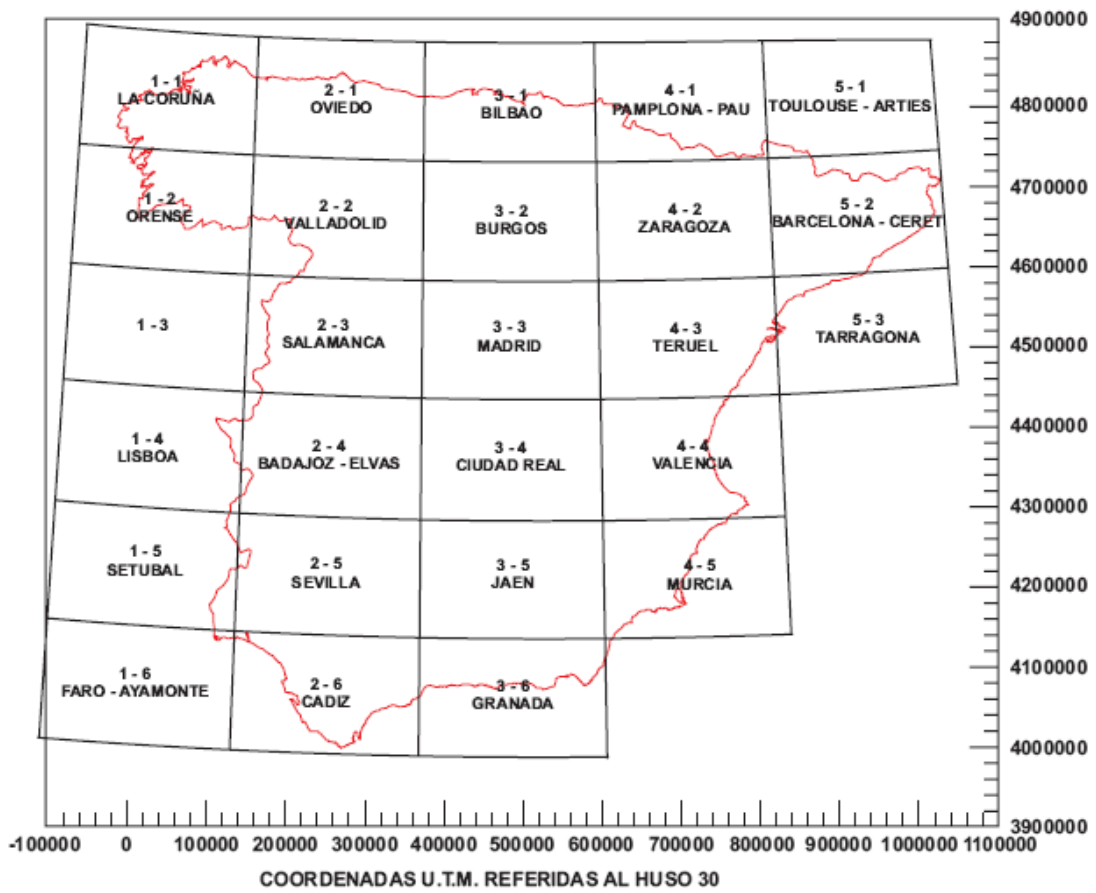 4900000
1 - 1
LA CORUÑA
2 - 1
OVIEDO
3 - 1
BILBAO
4 - 1
PAMPLONA - PAU
5 - 1
TOULOUSE - ARTIES
4800000
4700000
1 - 2
ORENSE
2 - 2
VALLADOLID
3 - 2
BURGOS
4 - 2
ZARAGOZA
5 - 2
BARCELONA - CERET
4600000
1 - 3
2 - 3
SALAMANCA
3 - 3
MADRID
4 - 3
TERUEL
5 - 3
TARRAGONA
4500000
4400000
1 - 4
LISBOA
2 - 4
BADAJOZ - ELVAS
3 - 4
CIUDAD REAL
4 - 4
VALENCIA
4300000
1 - 5
SETUBAL
2 - 5
SEVILLA
3 - 5
JAEN
4 - 5
MURCIA
4200000
4100000
1 - 6
FARO - AYAMONTE
2 - 6
CADIZ
3 - 6
GRANADA
4000000
3900000
-100000 0 100000 200000 300000 400000 500000 600000 700000 800000 900000 1000000 1100000
COORDENADAS U.T.M. REFERIDAS AL HUSO 30